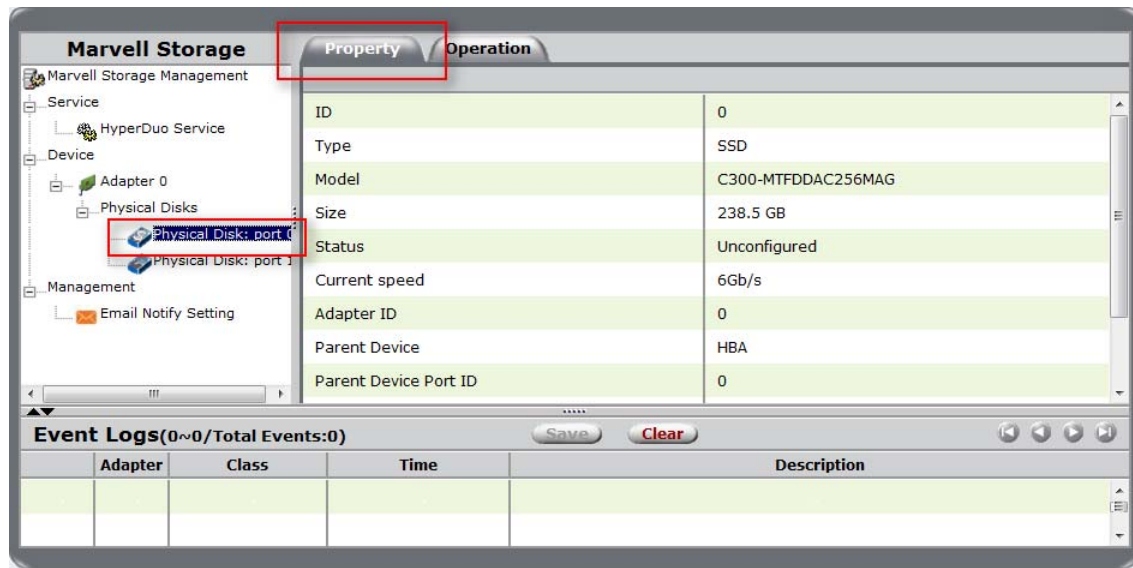 Marvell Storage
Property
Operation
Marvell Storage Management
Service
HyperDuo Service
Device
Adapter 0
Physical Disks
Physical Disk: port 0
Physical Disk: port 1
Management
Email Notify Setting
ID 0
Type SSD
Model C300-MTFDDAC256MAG
Size 238.5 GB
Status Unconfigured
Current speed 6Gb/s
Adapter ID 0
Parent Device HBA
Parent Device Port ID 0
Event Logs(0~0/Total Events:0)
Save
Clear
Adapter Class Time Description